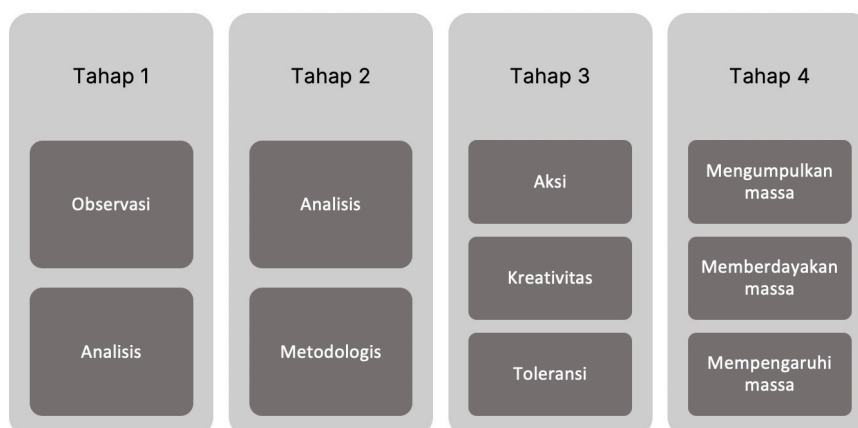 Tahap 1
Observasi
Analisis
Tahap 2
Analisis
Metodologis
Tahap 3
Aksi
Kreativitas
Toleransi
Tahap 4
Mengumpulkan
massa
Memberdayakan
massa
Mempengaruhi
massa